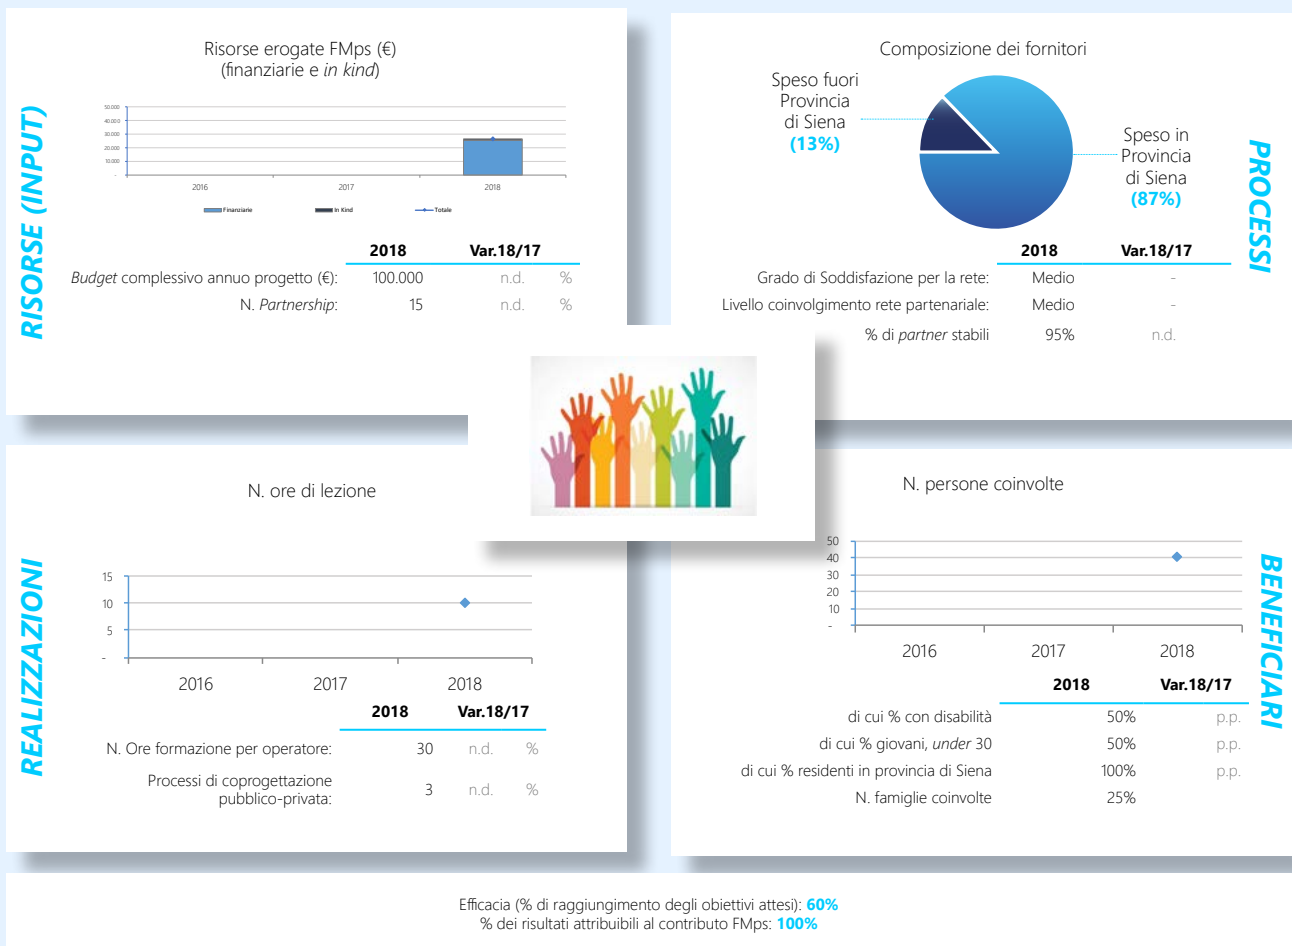 RISORSE (INPUT)
Risorse erogate FMps (€)
(finanziarie e in kind)
50.000
40.000
30.000
20.000
10.000
-
2016 2017 2018
Finanziarie In Kind Totale
2018 Var.18/17
Budget complessivo annuo progetto (€): 100.000 n.d. %
N. Partnership: 15 n.d. %
PROCESSI
Composizione dei fornitori
Speso fuori
Provincia
di Siena
(13%)
Speso in
Provincia
di Siena
(87%)
2018 Var.18/17
Grado di Soddisfazione per la rete: Medio -
Livello coinvolgimento rete partenariale: Medio -
% di partner stabili 95% n.d.
REALIZZAZIONI
N. ore di lezione
15
10
5
-
2016 2017 2018
2018 Var.18/17
N. Ore formazione per operatore: 30 n.d. %
Processi di coprogettazione
pubblico-privata: 3 n.d. %
BENEFICIARI
N. persone coinvolte
50
40
30
20
10
-
2016 2017 2018
2018 Var.18/17
di cui % con disabilità 50% p.p.
di cui % giovani, under 30 50% p.p.
di cui % residenti in provincia di Siena 100% p.p.
N. famiglie coinvolte 25%
Efficacia (% di raggiungimento degli obiettivi attesi): 60%
% dei risultati attribuibili al contributo FMps: 100%